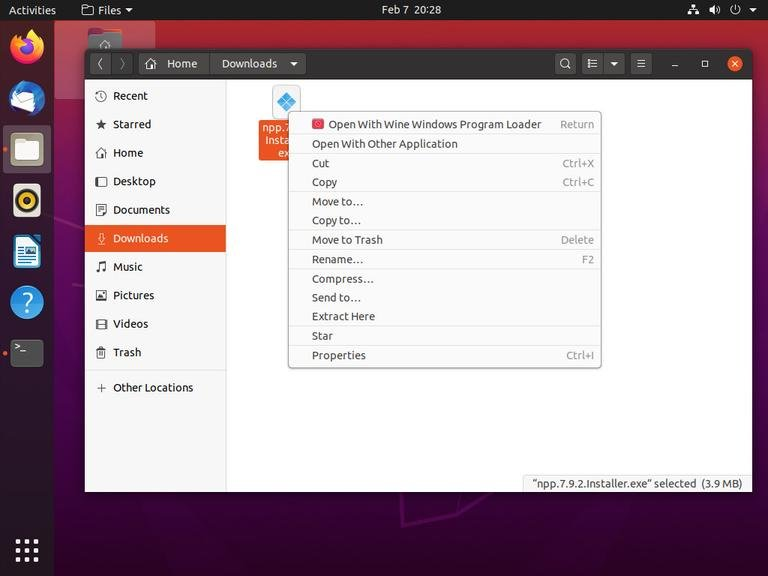 Activities
Files
Feb 7 20:28
Home
Downloads
Recent
Starred
Home
Desktop
Documents
Downloads
Music
Pictures
Videos
Trash
Other Locations
npp.7
Insta
ex
Open With Wine Windows Program Loader Return
Open With Other Application
Cut Ctrl+X
Copy Ctrl+C
Move to…
Copy to…
Move to Trash Delete
Rename… F2
Compress…
Send to…
Extract Here
Star
Properties Ctrl+I
“npp.7.9.2.Installer.exe” selected (3.9 MB)